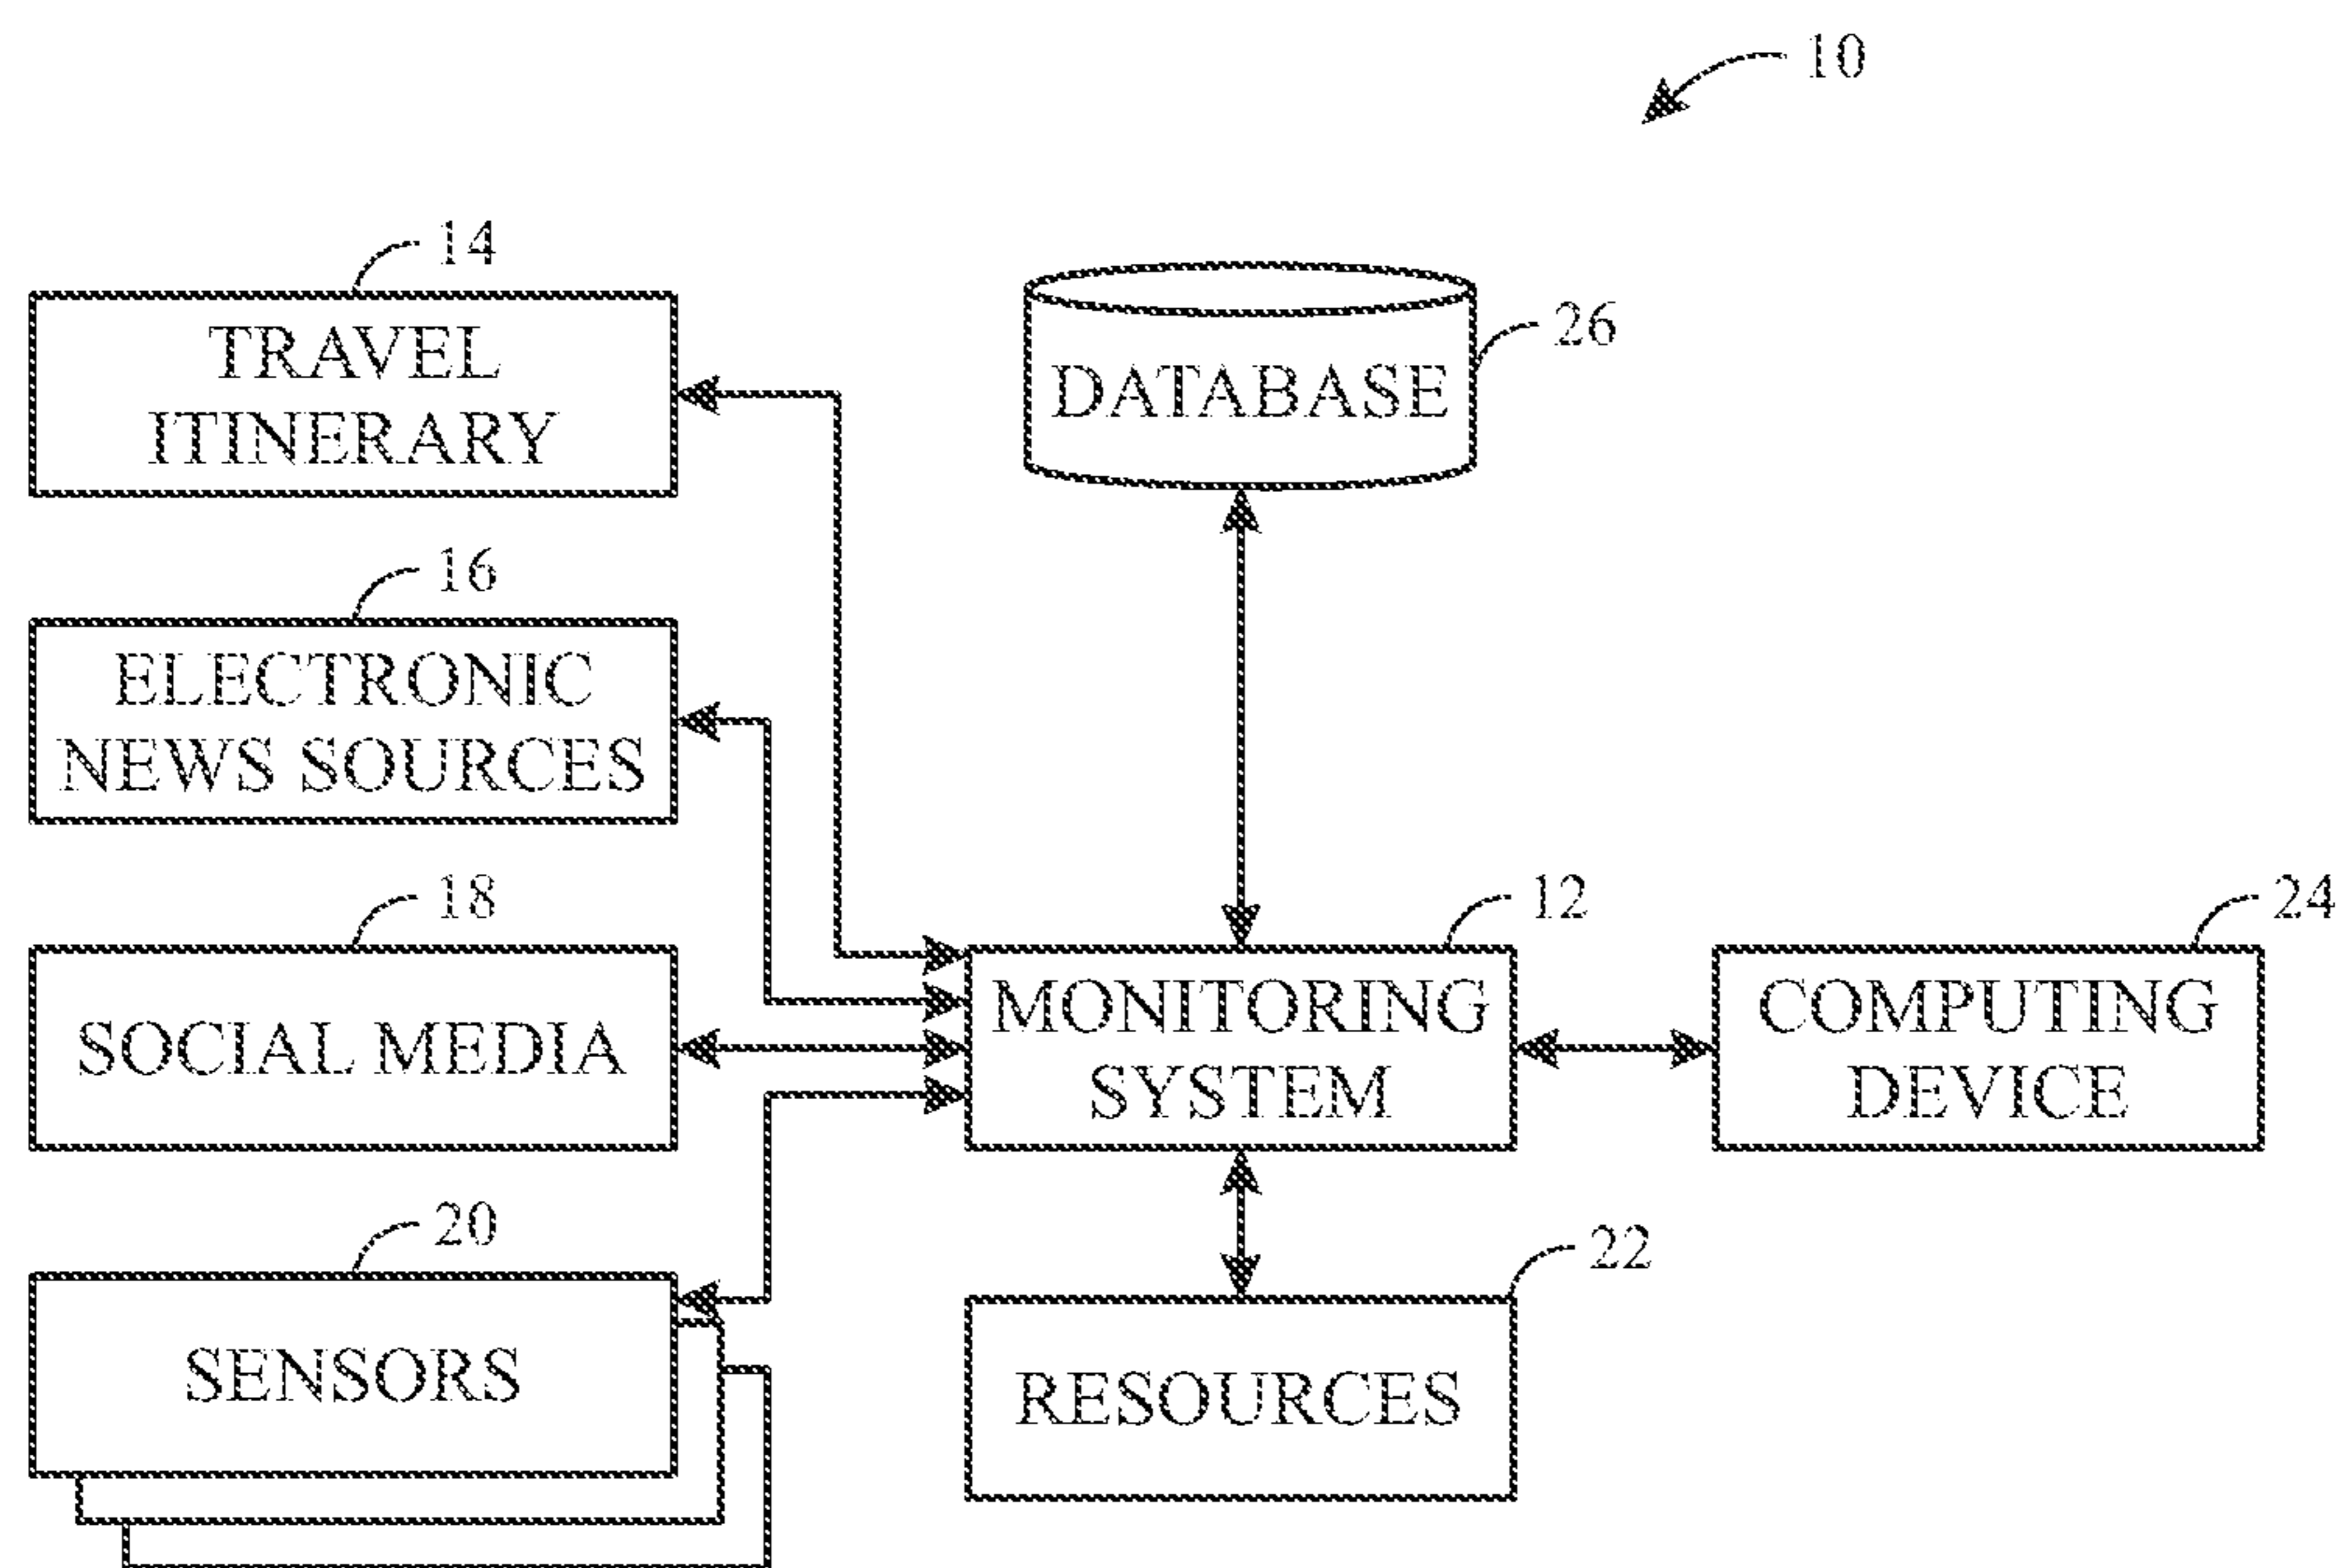 10
14
TRAVEL
ITINERARY
26
DATABASE
16
ELECTRONIC
NEWS SOURCES
18
SOCIAL MEDIA
12
MONITORING
SYSTEM
24
COMPUTING
DEVICE
20
SENSORS
22
RESOURCES